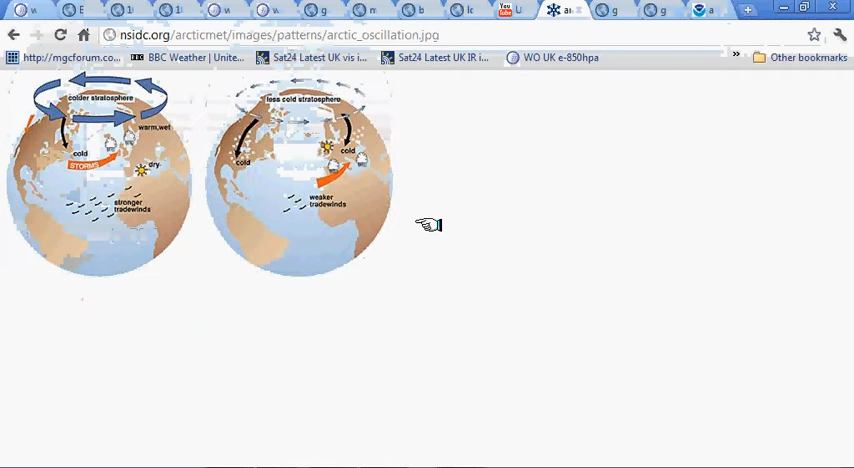 nsidc.org/arcticmet/images/patterns/arctic_oscillation.jpg
http://mgcforum.co... BBC BBC Weather | Unite... Sat24 Latest UK vis i... Sat24 Latest UK IR i... WO UK e-850hpa » Other bookmarks
colder stratosphere
warm,wet
cold
STORMS
dry
stronger
tradewinds
less cold stratosphere
cold
cold
weaker
tradewinds